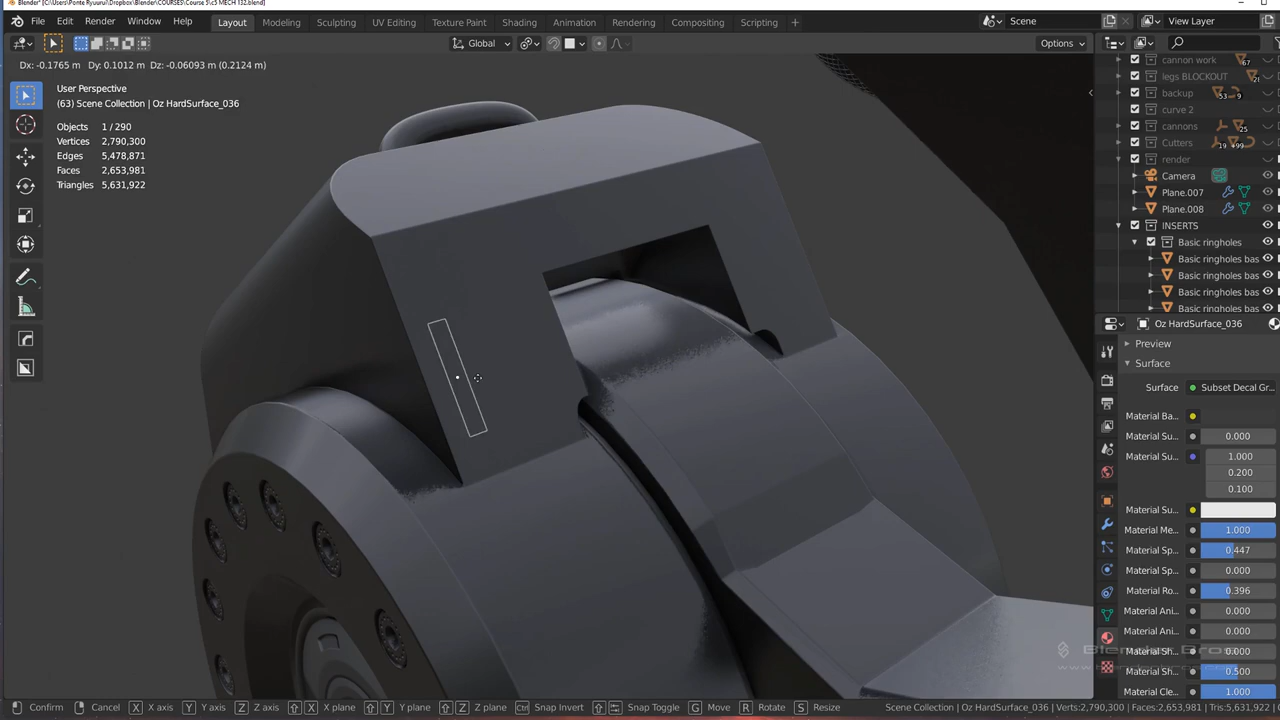 Blender* [C:\Users\Ponte Ryuurui\Dropbox\Blender\COURSES\Course 5\c5 MECH 132.blend]
File Edit Render Window Help Layout Modeling Sculpting UV Editing Texture Paint Shading Animation Rendering Compositing Scripting + Scene View Layer
Global Options
Dx: -0.1765 m Dy: 0.1012 m Dz: -0.06093 m (0.2124 m)
User Perspective
(63) Scene Collection | Oz HardSurface_036
Objects 1 / 290
Vertices 2,790,300
Edges 5,478,871
Faces 2,653,981
Triangles 5,631,922
cannon work 67
legs BLOCKOUT 21
backup 53 9
curve 2
cannons 25
Cutters 19 +99
render
Camera
Plane.007
Plane.008
INSERTS
Basic ringholes
Basic ringholes bas
Basic ringholes bas
Basic ringholes bas
Basic ringholes bas
Oz HardSurface_036
Preview
Surface
Surface Subset Decal Gr...
Material Ba...
Material Su... 0.000
Material Su... 1.000
0.200
0.100
Material Su...
Material Me... 1.000
Material Sp... 0.447
Material Sp... 0.000
Material Ro... 0.396
Material Ani... 0.000
Material Ani... 0.000
Material Sh... 0.000
Material Sh... 0.500
Material Cle... 1.000
Confirm Cancel X X axis Y Y axis Z Z axis X X plane Y Y plane Z Z plane Ctrl Snap Invert Snap Toggle G Move R Rotate S Resize Scene Collection | Oz HardSurface_036 | Verts:2,790,300 | Faces:2,653,981 | Tris:5,631,922